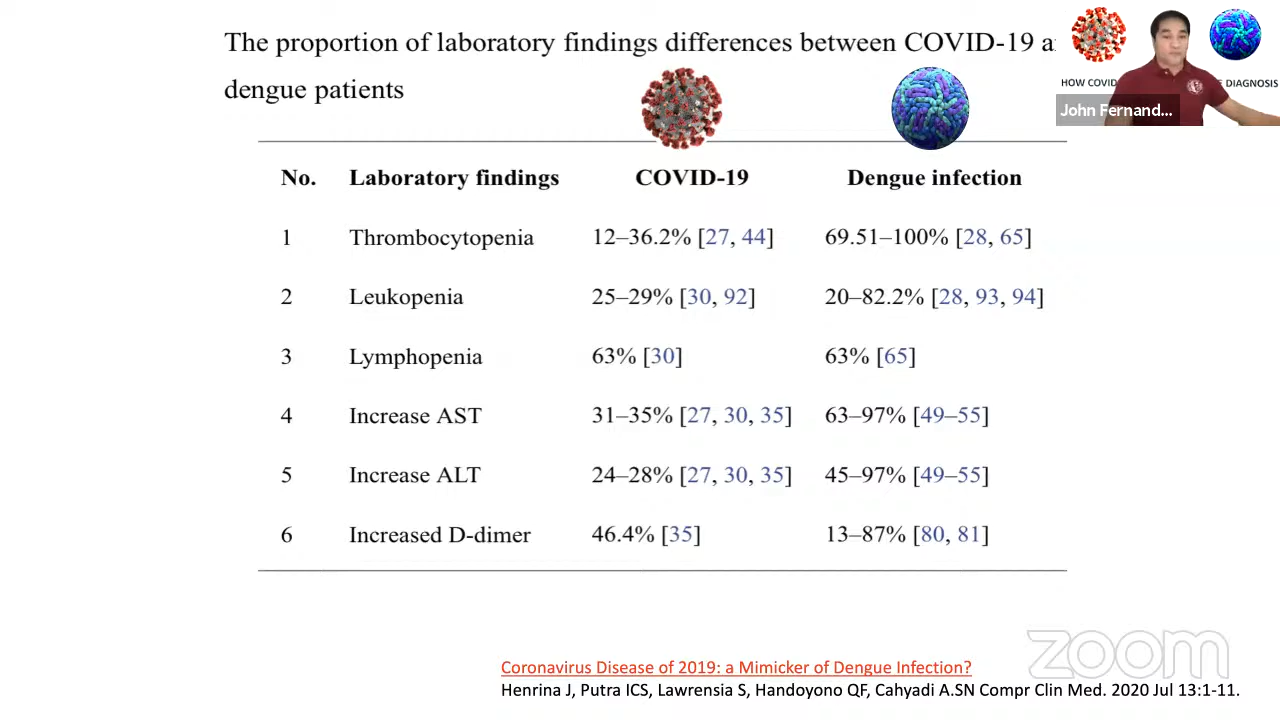 The proportion of laboratory findings differences between COVID-19
dengue patients
HOW COVID DIAGNOSIS
John Fernand...
No. Laboratory findings COVID-19 Dengue infection
1 Thrombocytopenia 12–36.2% [27, 44] 69.51–100% [28, 65]
2 Leukopenia 25–29% [30, 92] 20–82.2% [28, 93, 94]
3 Lymphopenia 63% [30] 63% [65]
4 Increase AST 31–35% [27, 30, 35] 63–97% [49–55]
5 Increase ALT 24–28% [27, 30, 35] 45–97% [49–55]
6 Increased D-dimer 46.4% [35] 13–87% [80, 81]
zoom
Coronavirus Disease of 2019: a Mimicker of Dengue Infection?
Henrina J, Putra ICS, Lawrensia S, Handoyono QF, Cahyadi A.SN Compr Clin Med. 2020 Jul 13:1-11.